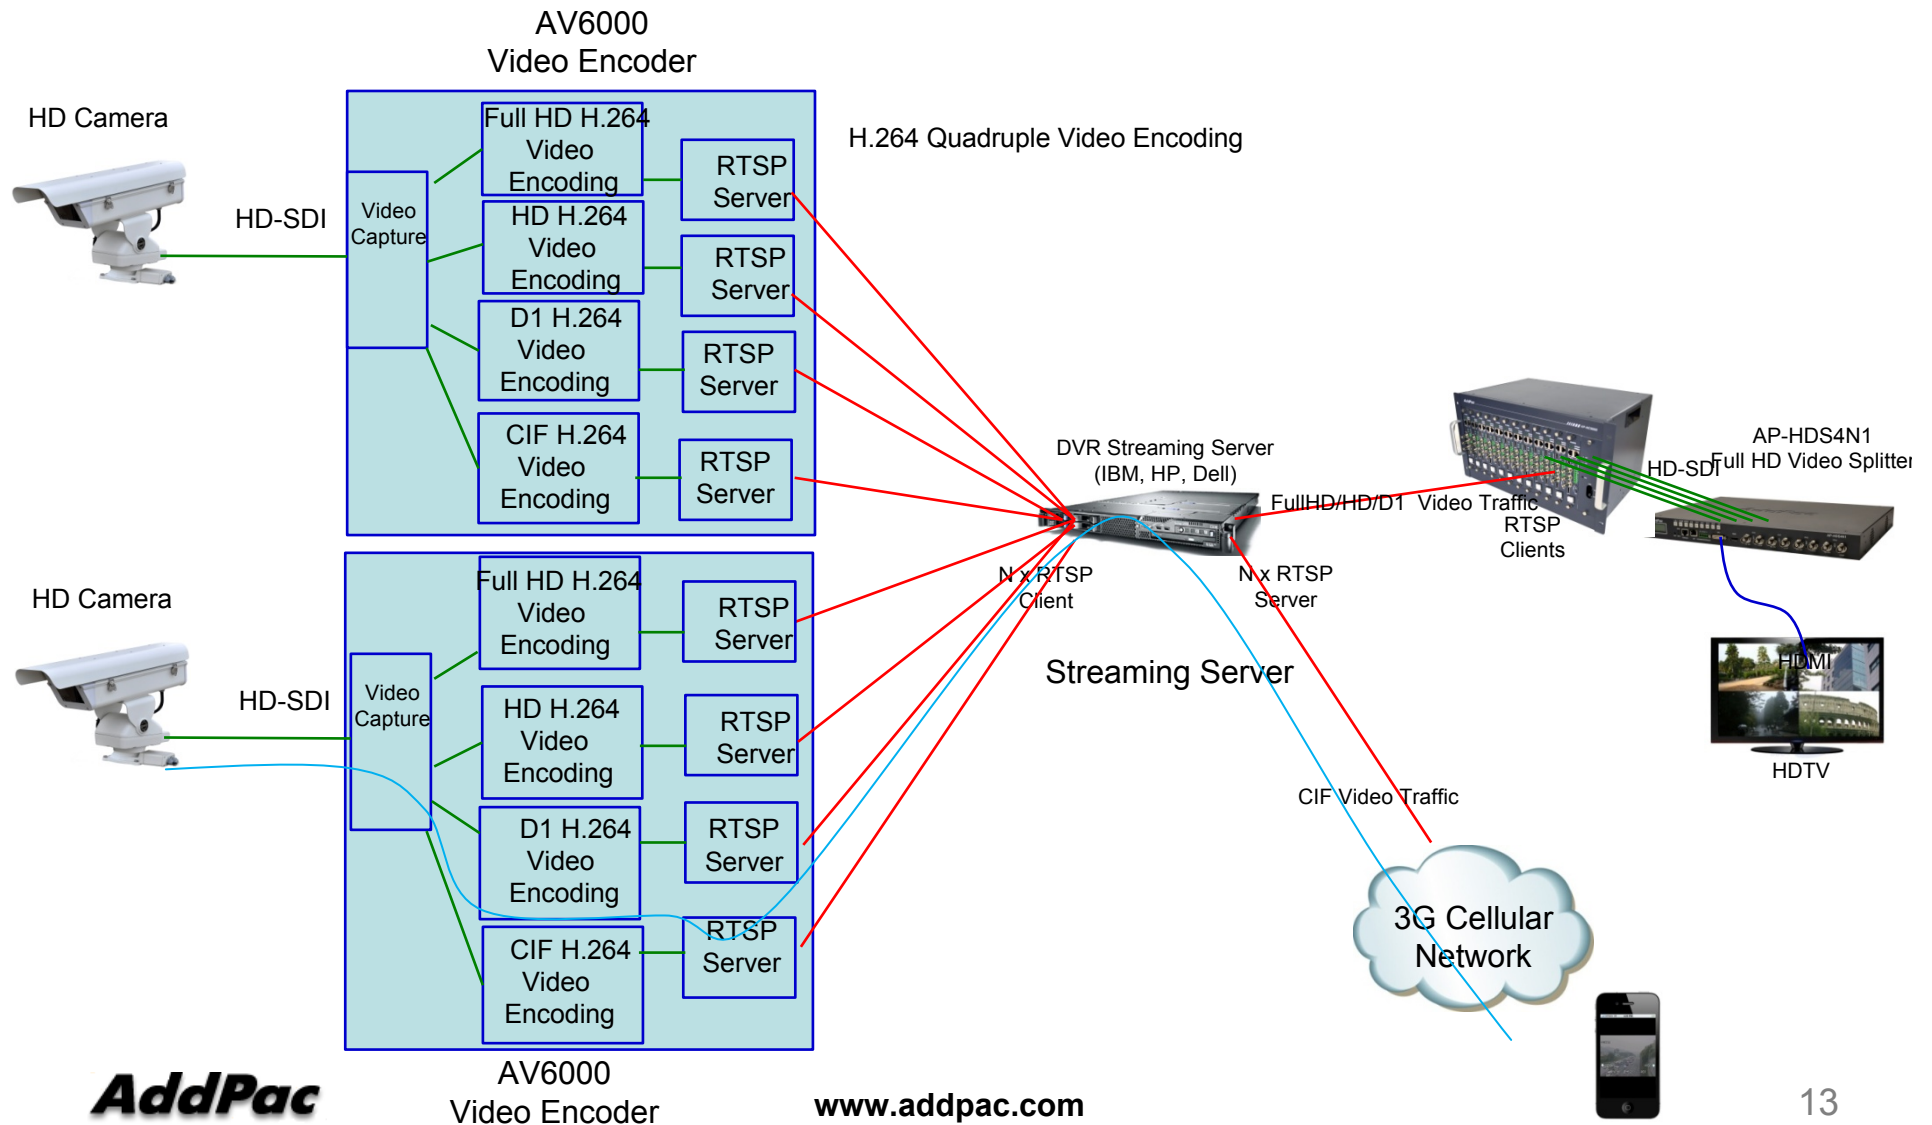 AV6000
Video Encoder
HD Camera
HD-SDI
Video
Capture
Full HD H.264
Video
Encoding
HD H.264
Video
Encoding
D1 H.264
Video
Encoding
CIF H.264
Video
Encoding
RTSP
Server
RTSP
Server
RTSP
Server
RTSP
Server
H.264 Quadruple Video Encoding
DVR Streaming Server
(IBM, HP, Dell)
FullHD/HD/D1 Video Traffic
RTSP
Clients
HD-SDI
AP-HDS4N1
Full HD Video Splitter
N x RTSP
Client
N x RTSP
Server
Streaming Server
HDMI
HDTV
CIF Video Traffic
3G Cellular
Network
HD Camera
HD-SDI
Video
Capture
Full HD H.264
Video
Encoding
HD H.264
Video
Encoding
D1 H.264
Video
Encoding
CIF H.264
Video
Encoding
RTSP
Server
RTSP
Server
RTSP
Server
RTSP
Server
AV6000
Video Encoder
AddPac
www.addpac.com
13